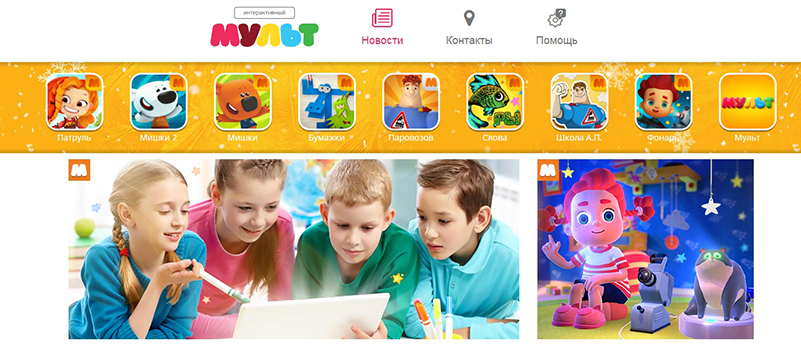 интерактивный
МУЛЬТ
Новости
Контакты
Помощь
Патруль
Мишки 2
Мишки
Бумажки
Паровозов
Слова
Школа А.П.
Фонарь
МУЛЬТ
Мульт